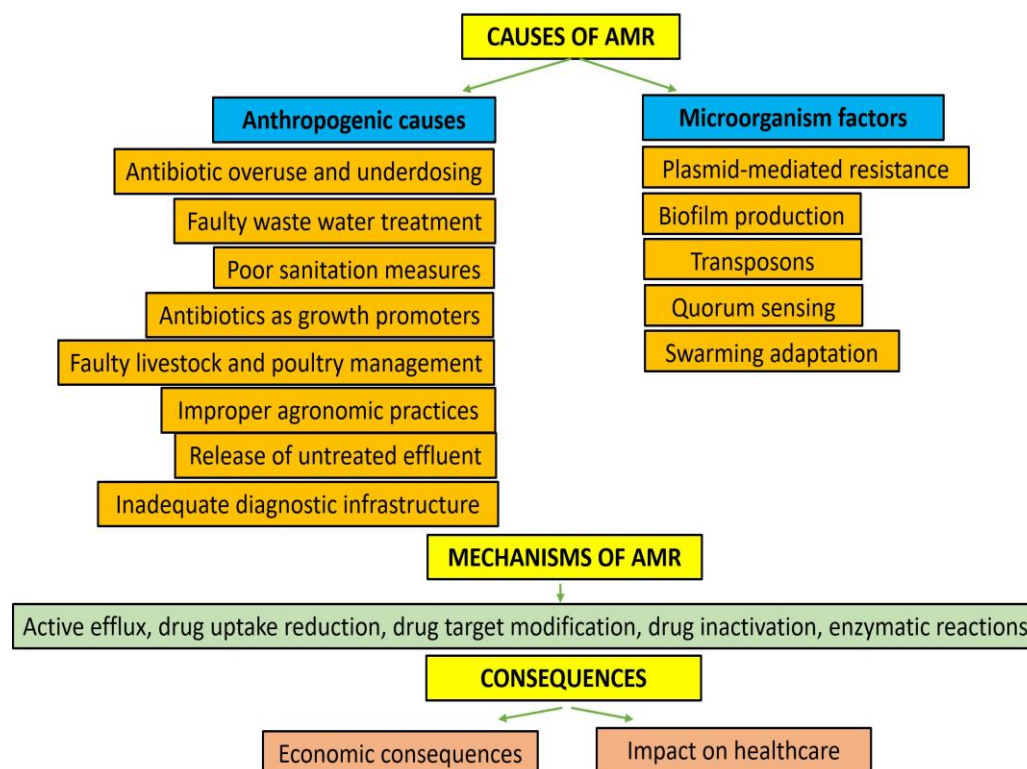 CAUSES OF AMR
Anthropogenic causes
Antibiotic overuse and underdosing
Faulty waste water treatment
Poor sanitation measures
Antibiotics as growth promoters
Faulty livestock and poultry management
Improper agronomic practices
Release of untreated effluent
Inadequate diagnostic infrastructure
Microorganism factors
Plasmid-mediated resistance
Biofilm production
Transposons
Quorum sensing
Swarming adaptation
MECHANISMS OF AMR
Active efflux, drug uptake reduction, drug target modification, drug inactivation, enzymatic reactions
CONSEQUENCES
Economic consequences
Impact on healthcare